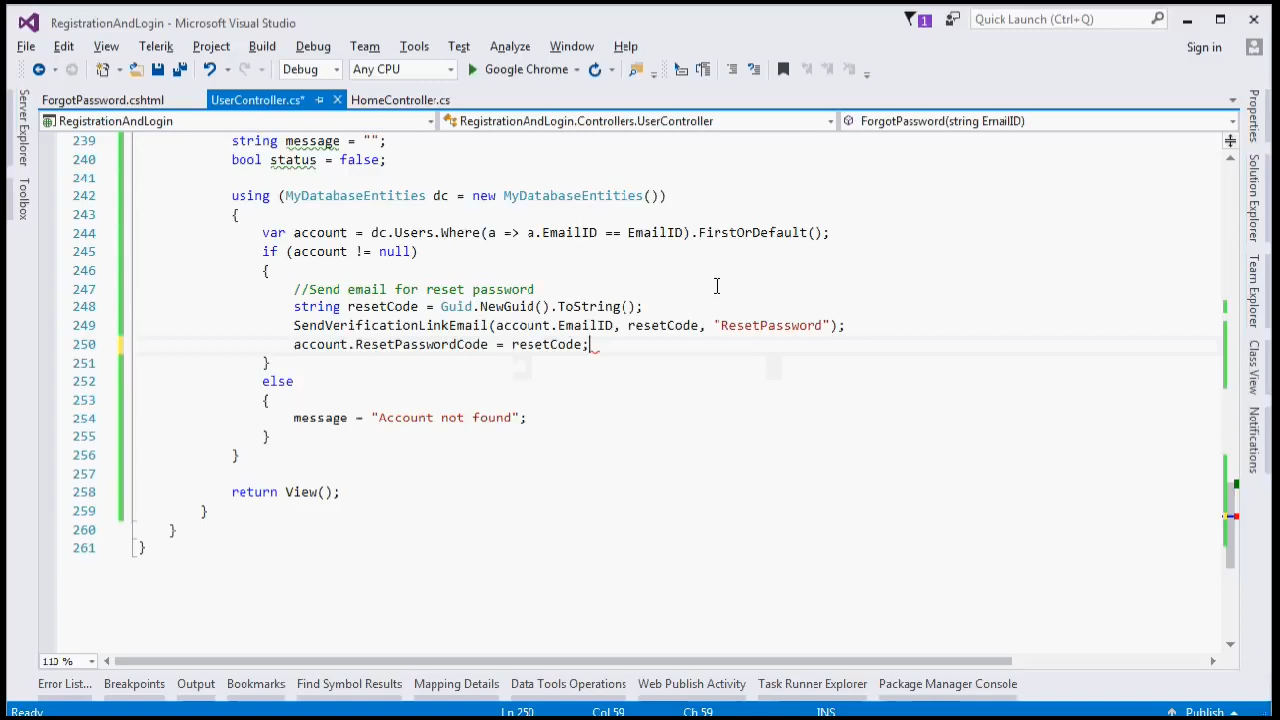 RegistrationAndLogin - Microsoft Visual Studio
1
Quick Launch (Ctrl+Q)
File Edit View Telerik Project Build Debug Team Tools Test Analyze Window Help
Sign in
Debug Any CPU Google Chrome
ForgotPassword.cshtml UserController.cs* HomeController.cs
RegistrationAndLogin RegistrationAndLogin.Controllers.UserController ForgotPassword(string EmailID)
Server Explorer
Toolbox
239 string message = "";
240 bool status = false;
241
242 using (MyDatabaseEntities dc = new MyDatabaseEntities())
243 {
244 var account = dc.Users.Where(a => a.EmailID == EmailID).FirstOrDefault();
245 if (account != null)
246 {
247 //Send email for reset password
248 string resetCode = Guid.NewGuid().ToString();
249 SendVerificationLinkEmail(account.EmailID, resetCode, "ResetPassword");
250 account.ResetPasswordCode = resetCode;
251 }
252 else
253 {
254 message = "Account not found";
255 }
256 }
257
258 return View();
259 }
260 }
261 }
Properties
Solution Explorer
Team Explorer
Class View
Notifications
110 %
Error List... Breakpoints Output Bookmarks Find Symbol Results Mapping Details Data Tools Operations Web Publish Activity Task Runner Explorer Package Manager Console
Ready Ln 250 Col 59 Ch 59 INS Publish